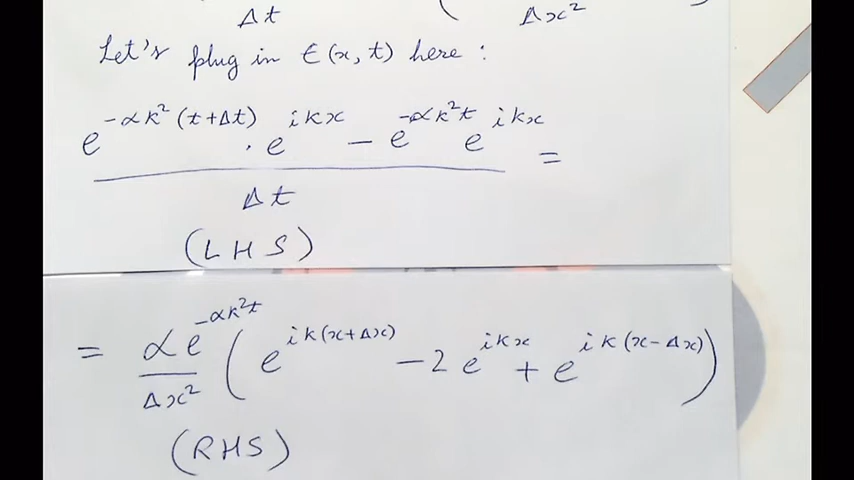 Δt Δx²
Let's plug in ε(x, t) here :
e^{-αk²(t+Δt)} · e^{ikx} - e^{-αk²t} e^{ikx} =
Δt
(LHS)
= αe^{-αk²t} ( e^{ik(x+Δx)} - 2 e^{ikx} + e^{ik(x-Δx)} )
Δx²
(RHS)